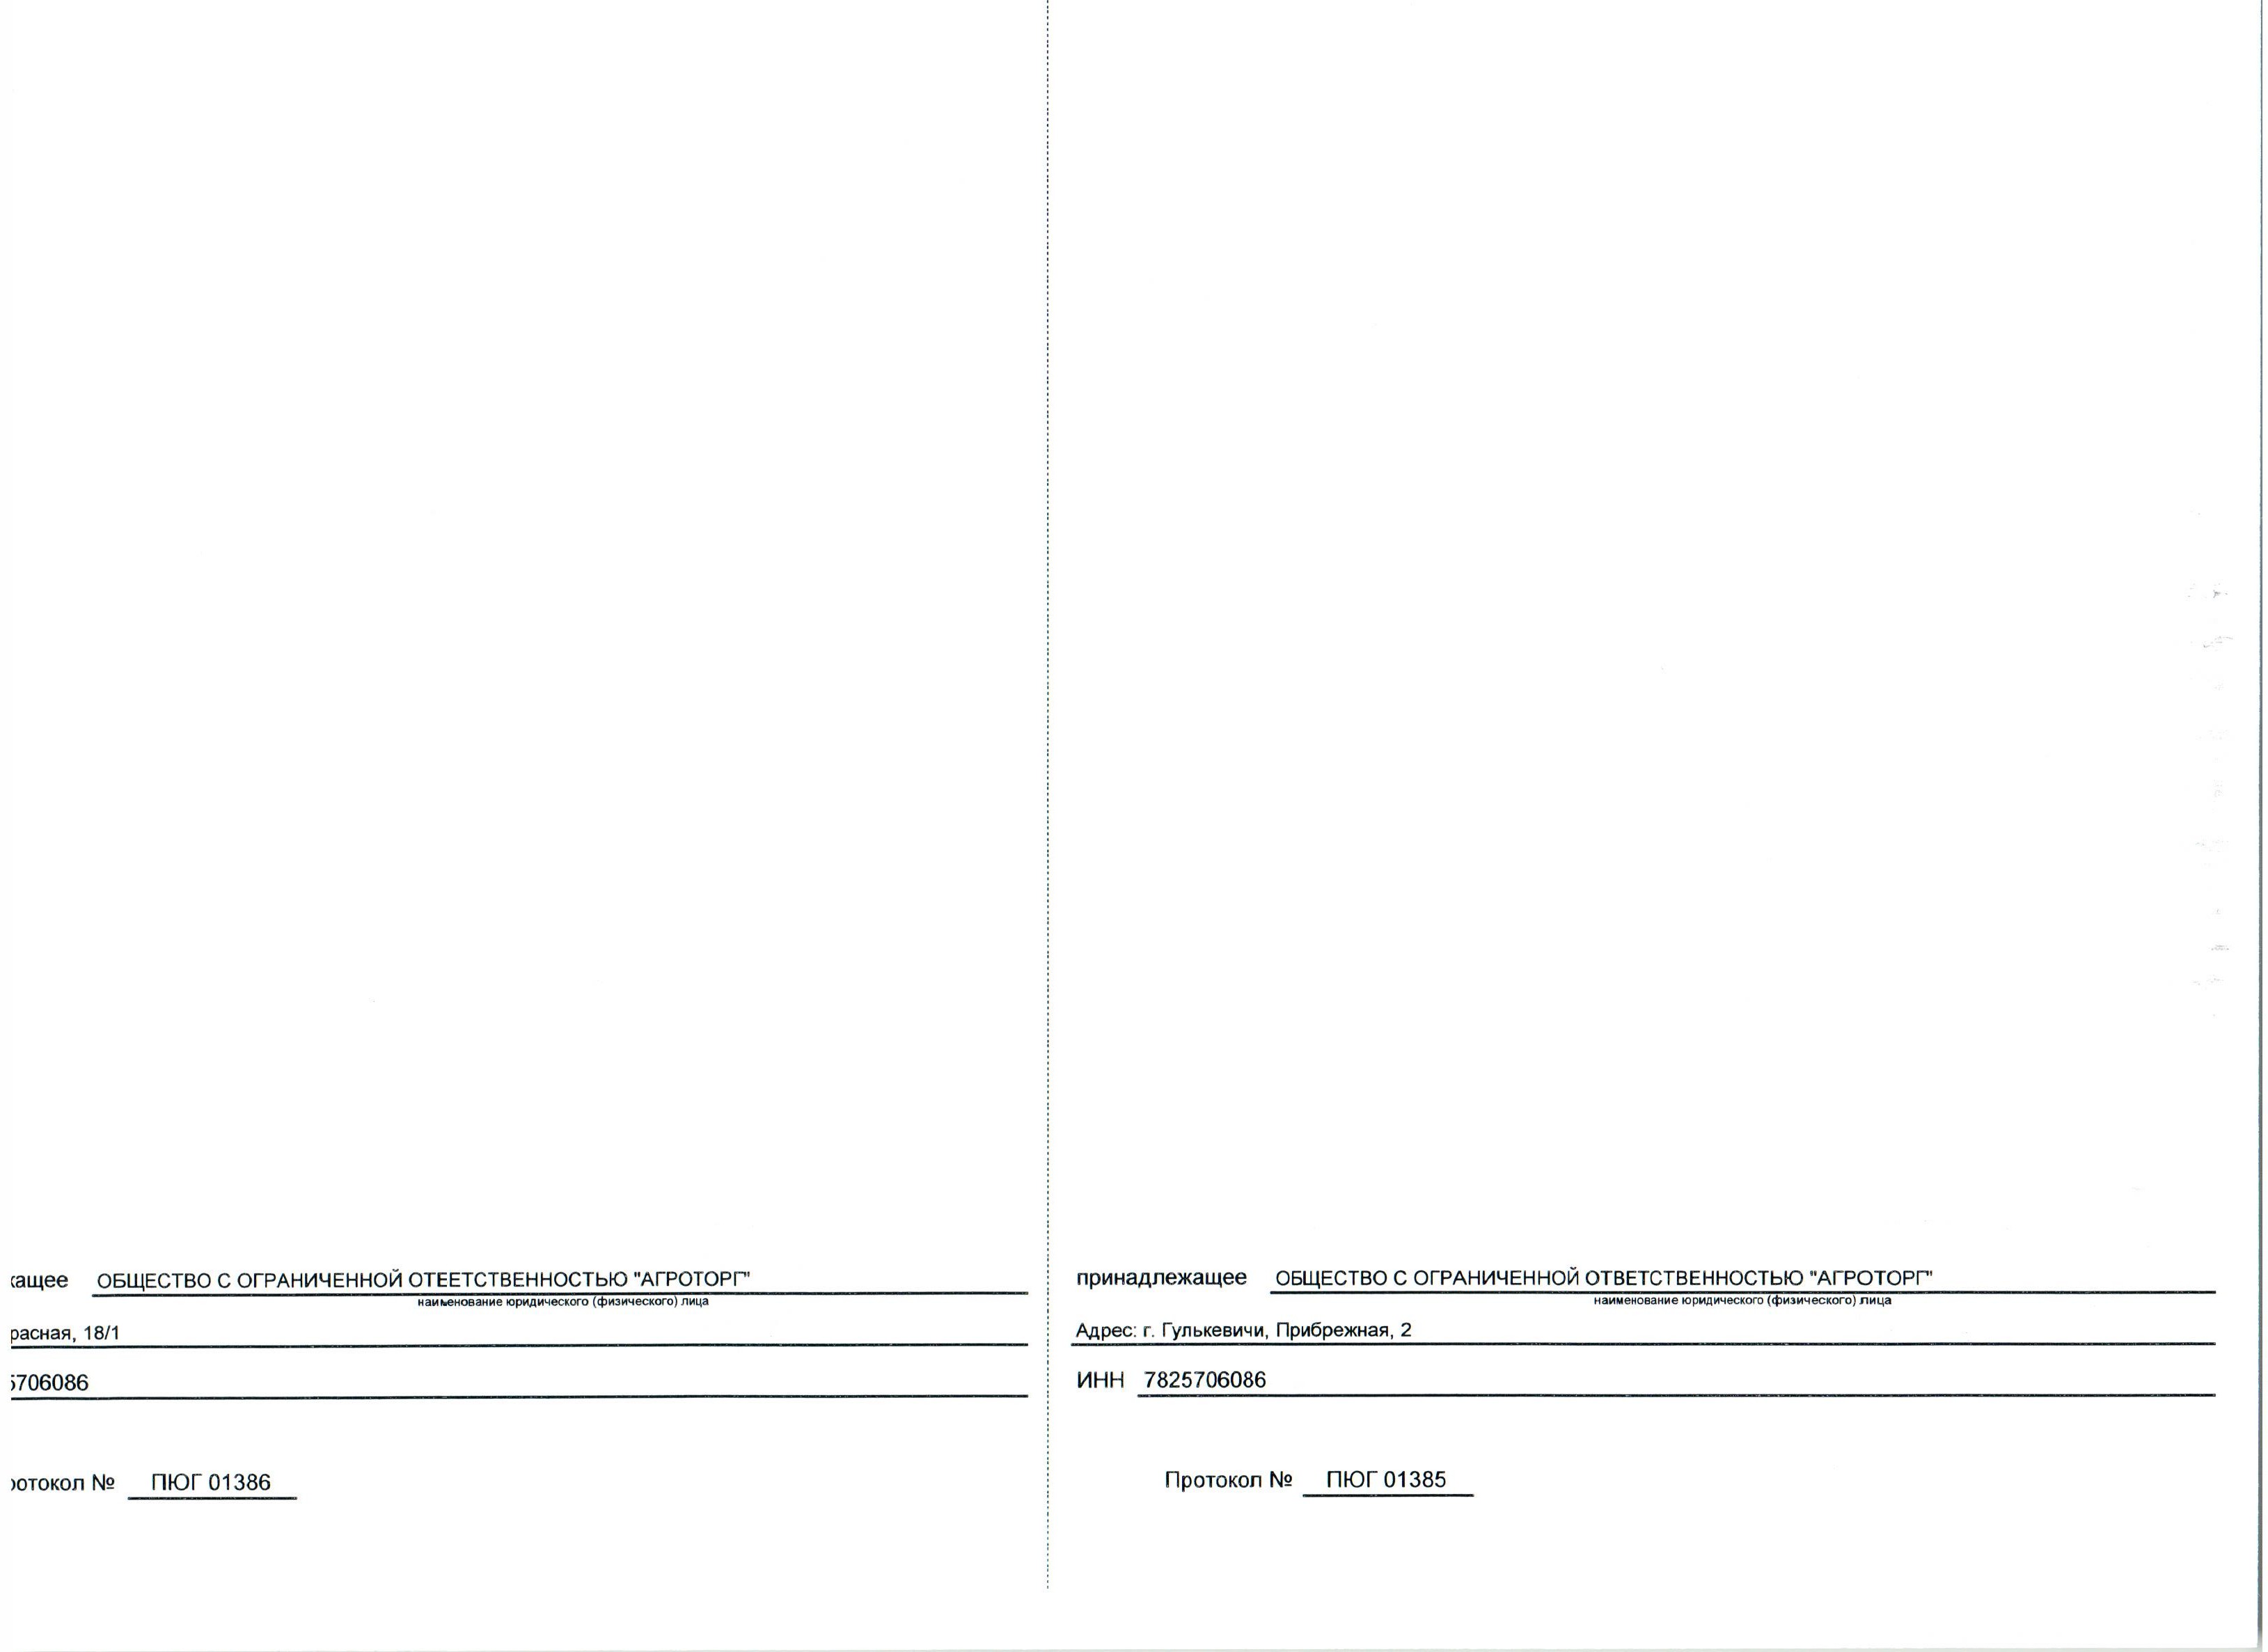 кащее ОБЩЕСТВО С ОГРАНИЧЕННОЙ ОТЕЕТСТВЕННОСТЬЮ "АГРОТОРГ"
наименование юридического (физического) лица
расная, 18/1
5706086
ротокол № ПЮГ 01386
принадлежащее ОБЩЕСТВО С ОГРАНИЧЕННОЙ ОТВЕТСТВЕННОСТЬЮ "АГРОТОРГ"
наименование юридического (физического) лица
Адрес: г. Гулькевичи, Прибрежная, 2
ИНН 7825706086
Протокол № ПЮГ 01385